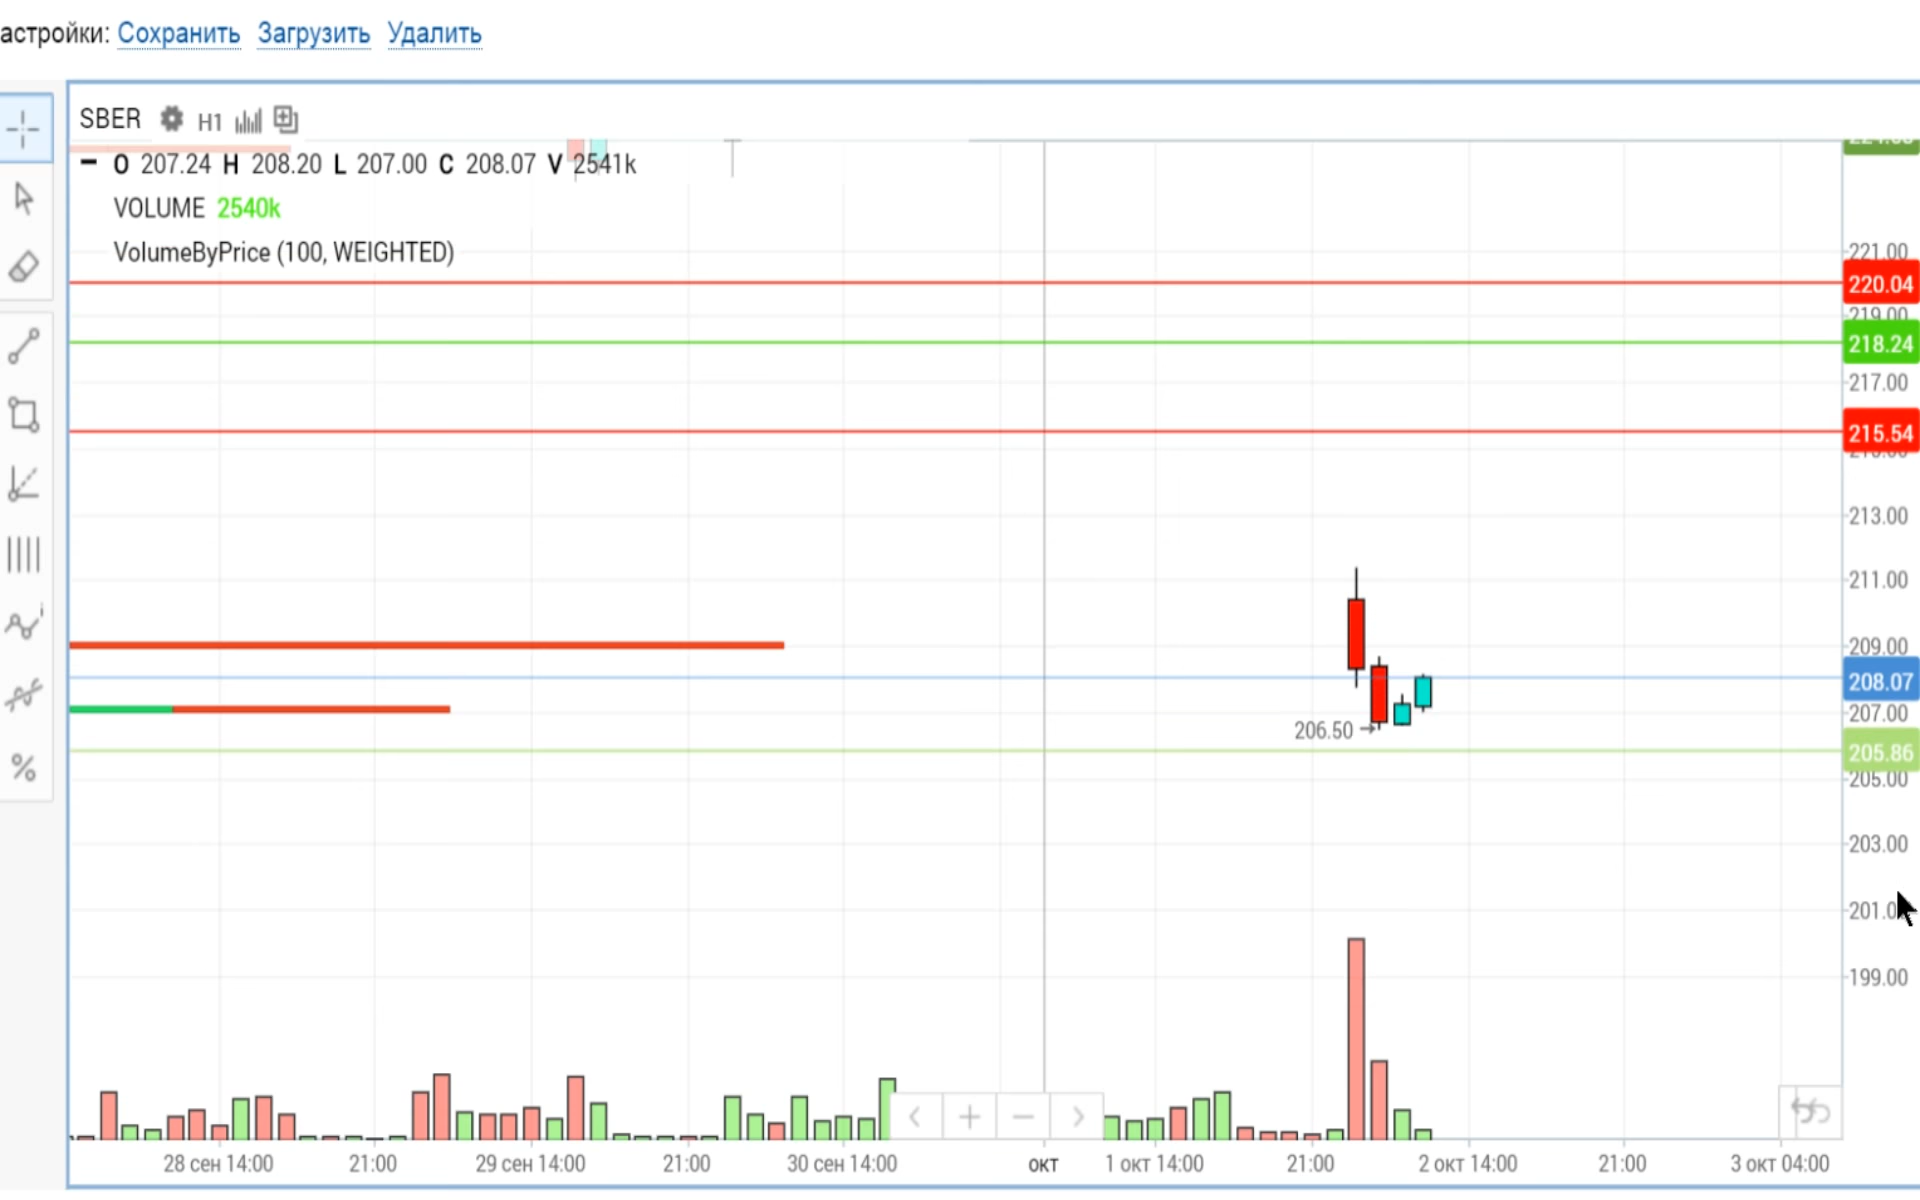 астройки: Сохранить Загрузить Удалить
SBER H1
O 207.24 H 208.20 L 207.00 C 208.07 V 2541k
VOLUME 2540k
VolumeByPrice (100, WEIGHTED)
221.00
220.04
219.00
218.24
217.00
215.54
213.00
211.00
209.00
208.07
207.00
206.50
205.86
205.00
203.00
201.0
199.00
28 сен 14:00 21:00 29 сен 14:00 21:00 30 сен 14:00 окт 1 окт 14:00 21:00 2 окт 14:00 21:00 3 окт 04:00